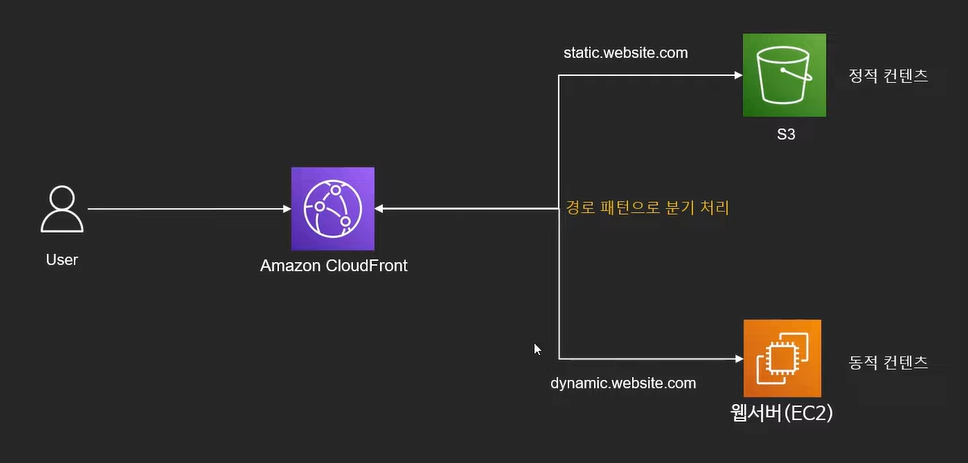 static.website.com
정적 컨텐츠
S3
경로 패턴으로 분기 처리
User
Amazon CloudFront
dynamic.website.com
동적 컨텐츠
웹서버(EC2)